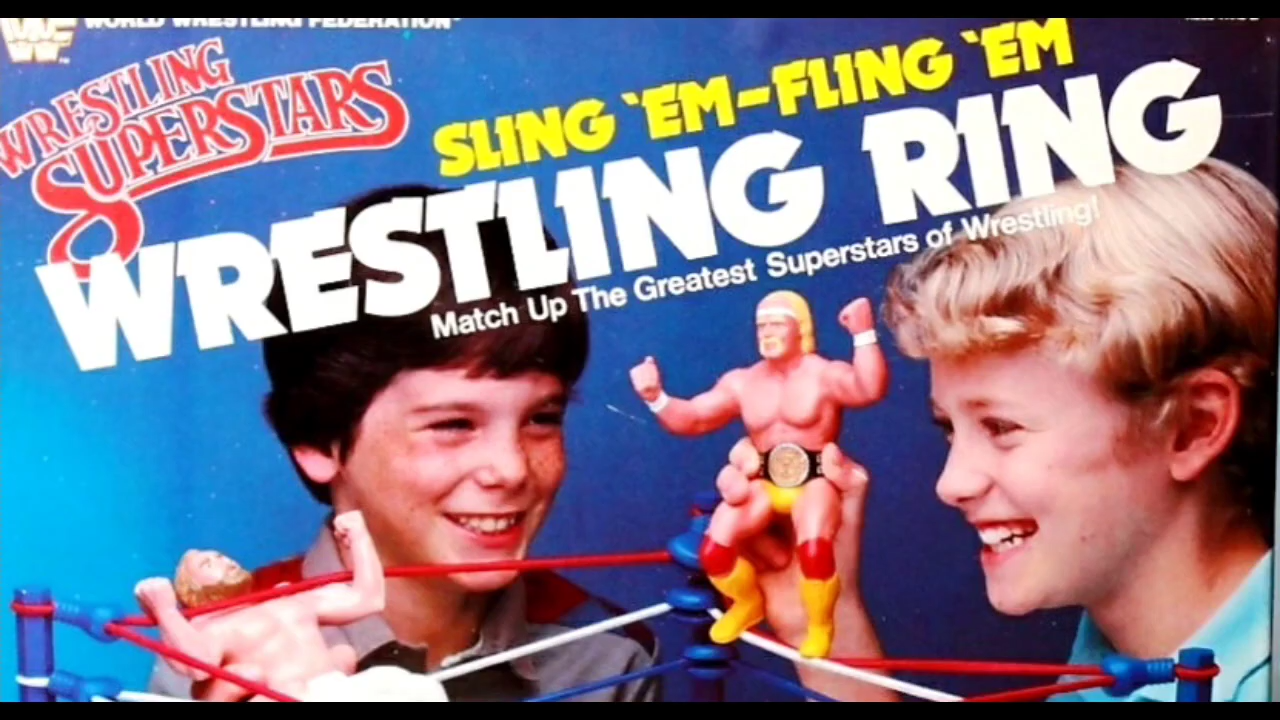 WORLD WRESTLING FEDERATION
WRESTLING
SUPERSTARS
SLING 'EM-FLING 'EM
WRESTLING RING
Match Up The Greatest Superstars of Wrestling!